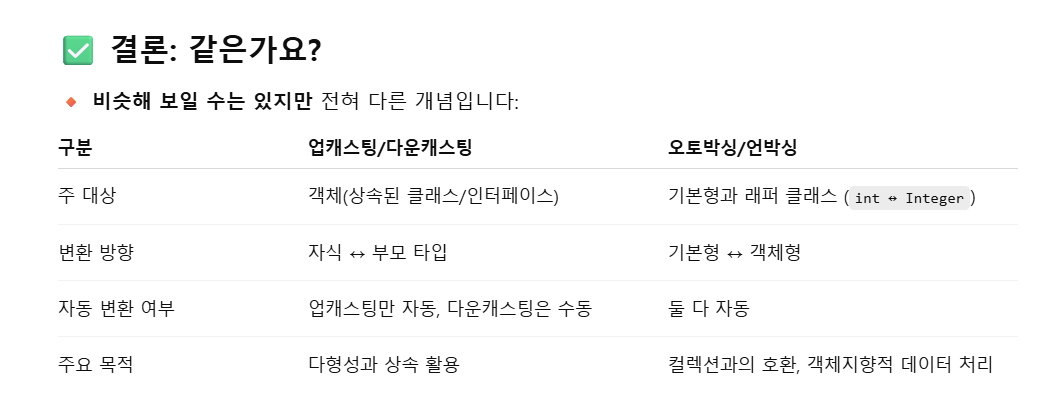 ✅ 결론: 같은가요?
🔸 비슷해 보일 수는 있지만 전혀 다른 개념입니다:
구분 업캐스팅/다운캐스팅 오토박싱/언박싱
주 대상 객체(상속된 클래스/인터페이스) 기본형과 래퍼 클래스 (int ↔ Integer)
변환 방향 자식 ↔ 부모 타입 기본형 ↔ 객체형
자동 변환 여부 업캐스팅만 자동, 다운캐스팅은 수동 둘 다 자동
주요 목적 다형성과 상속 활용 컬렉션과의 호환, 객체지향적 데이터 처리